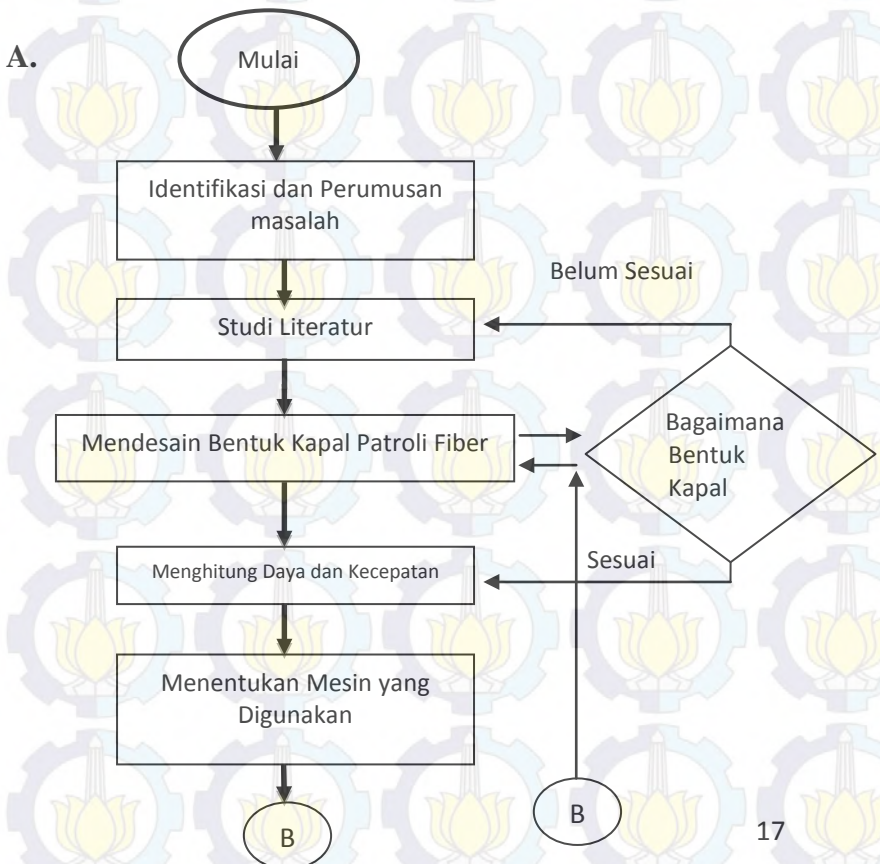 A.
Mulai
Identifikasi dan Perumusan
masalah
Belum Sesuai
Studi Literatur
Mendesain Bentuk Kapal Patroli Fiber
Bagaimana
Bentuk
Kapal
Menghitung Daya dan Kecepatan
Sesuai
Menentukan Mesin yang
Digunakan
B
B
17